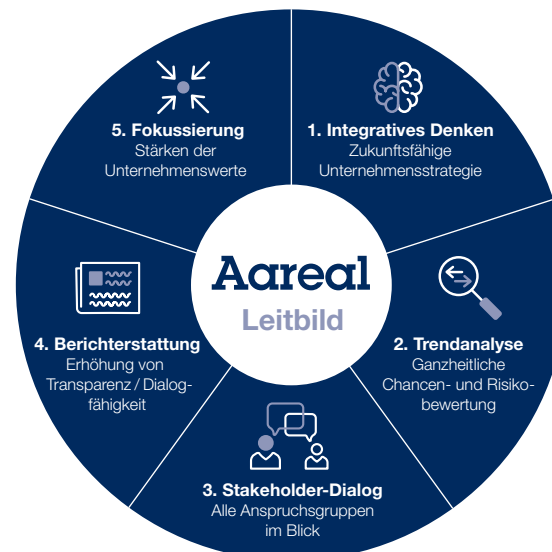 5. Fokussierung
Stärken der
Unternehmenswerte
1. Integratives Denken
Zukunftsfähige
Unternehmensstrategie
Aareal
Leitbild
4. Berichterstattung
Erhöhung von
Transparenz / Dialog-
fähigkeit
2. Trendanalyse
Ganzheitliche
Chancen- und Risiko-
bewertung
3. Stakeholder-Dialog
Alle Anspruchsgruppen
im Blick